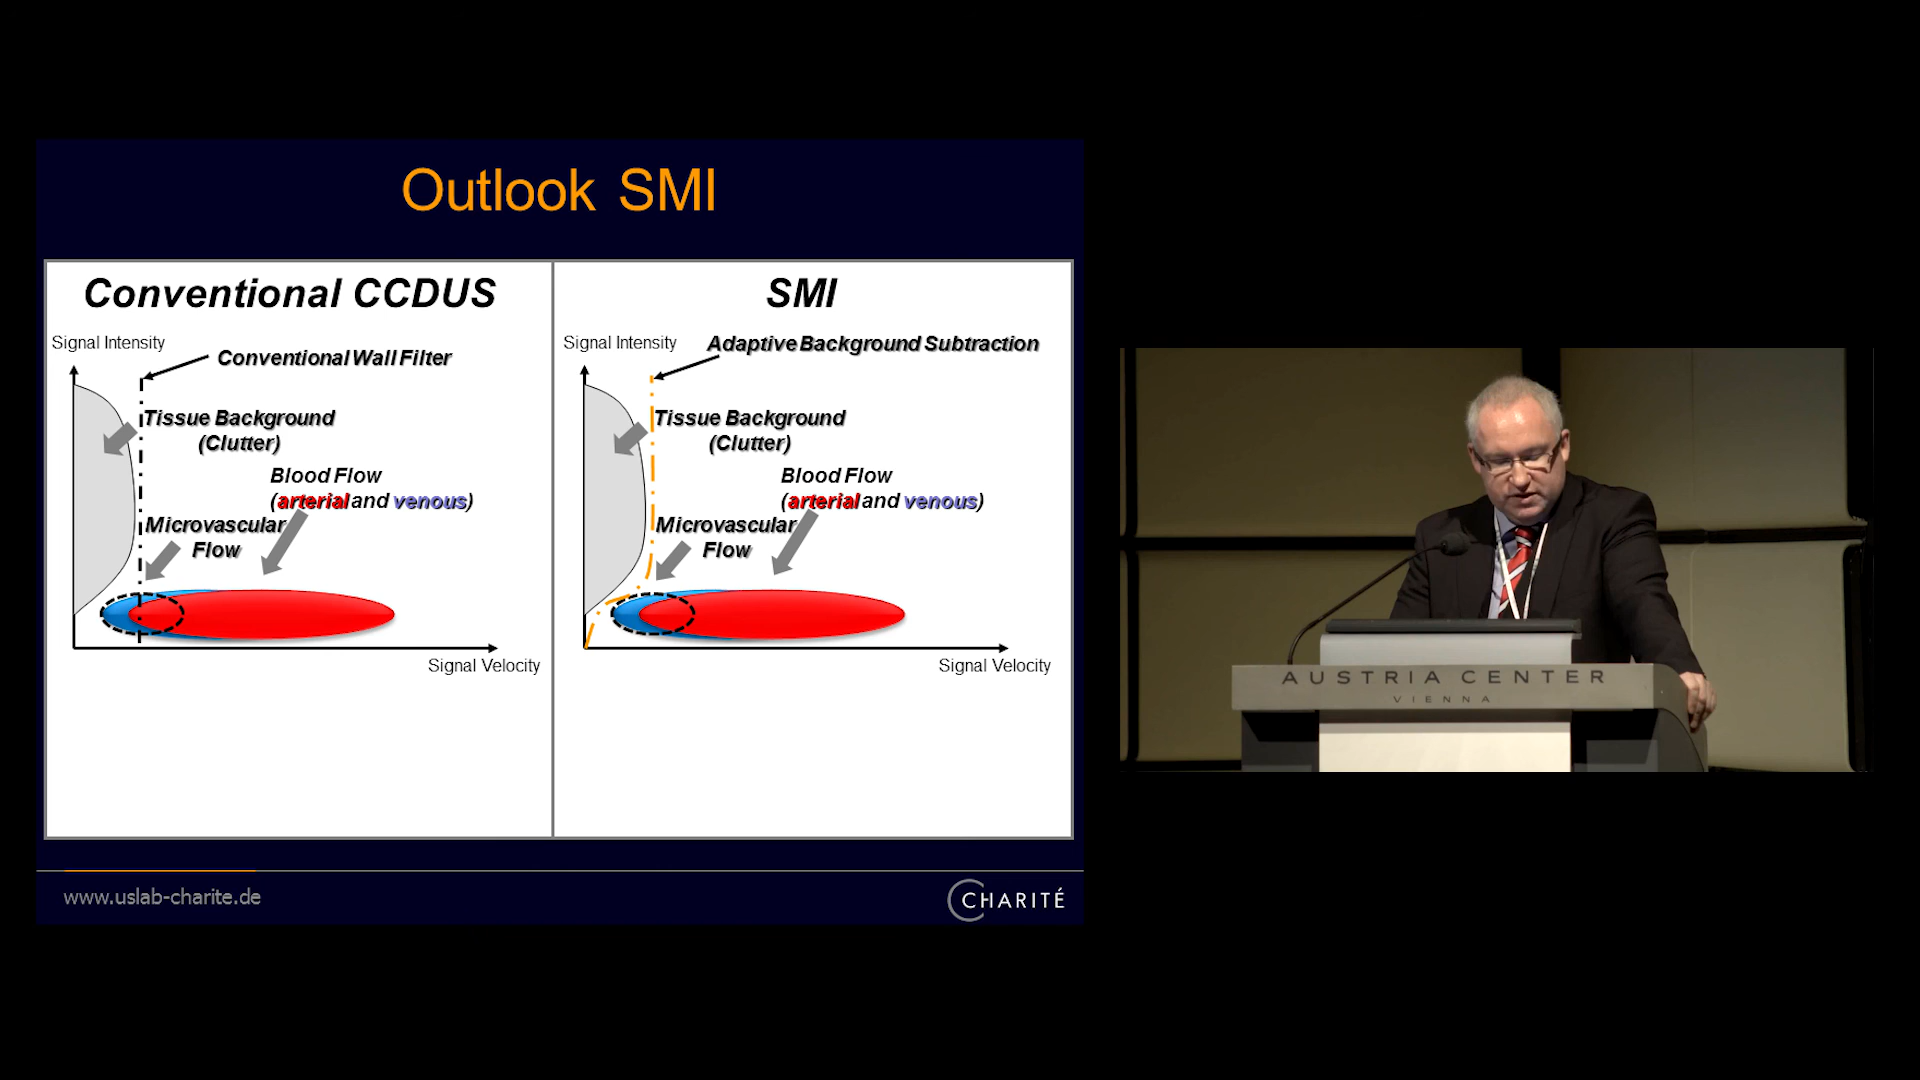 Outlook SMI
Conventional CCDUS
Signal Intensity
Conventional Wall Filter
Tissue Background
(Clutter)
Blood Flow
(arterial and venous)
Microvascular
Flow
Signal Velocity
SMI
Signal Intensity
Adaptive Background Subtraction
Tissue Background
(Clutter)
Blood Flow
(arterial and venous)
Microvascular
Flow
Signal Velocity
www.uslab-charite.de
CHARITÉ
AUSTRIA CENTER
VIENNA